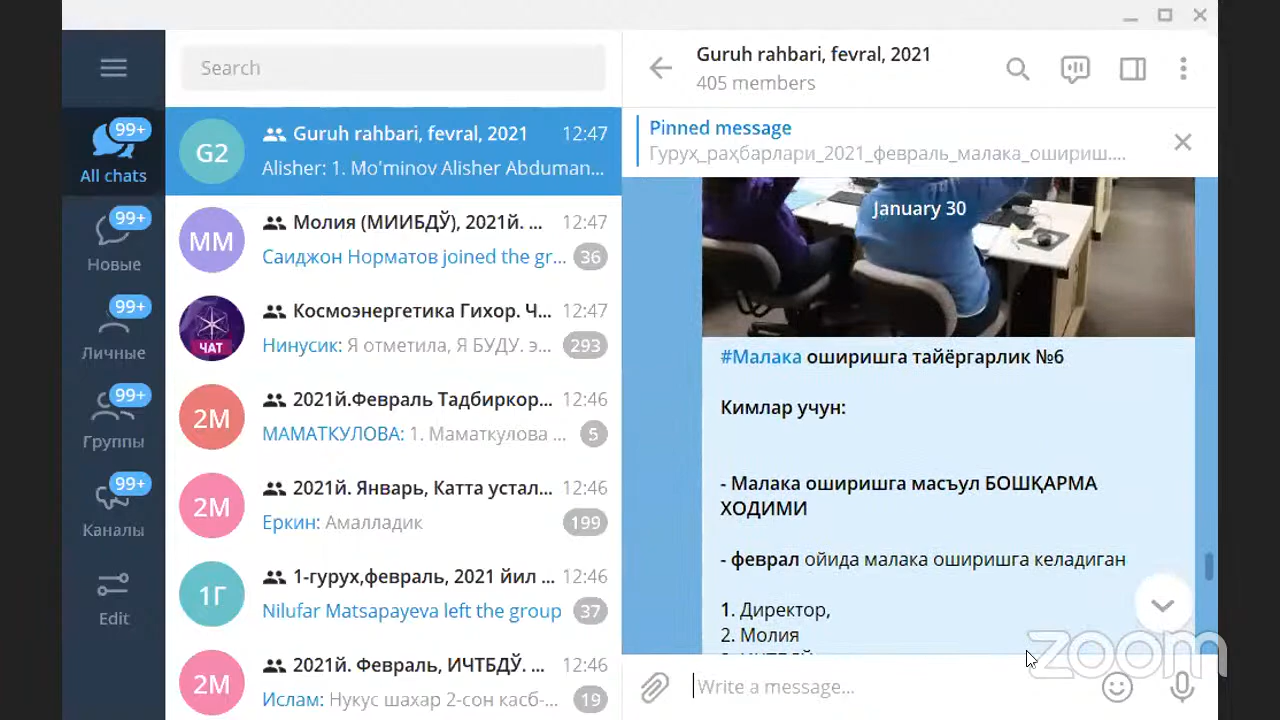 Search
99+
All chats
99+
Новые
99+
Личные
99+
Группы
99+
Каналы
Edit
G2
Guruh rahbari, fevral, 2021 12:47
Alisher: 1. Mo'minov Alisher Abduman...
ММ
Молия (МИИБДЎ), 2021й. ... 12:47
Саиджон Норматов joined the gr... 36
ЧАТ
Космоэнергетика Гихор. Ч... 12:47
Нинусик: Я отметила, Я БУДУ. э... 293
2М
2021й.Февраль Тадбиркор... 12:46
МАМАТКУЛОВА: 1. Маматкулова ... 5
2М
2021й. Январь, Катта устал... 12:46
Еркин: Амалладик 199
1Г
1-гурух,февраль, 2021 йил ... 12:46
Nilufar Matsapayeva left the group 37
2М
2021й. Февраль, ИЧТБДЎ. ... 12:46
Ислам: Нукус шахар 2-сон касб-... 19
Guruh rahbari, fevral, 2021
405 members
Pinned message
Гурух_раҳбарлари_2021_февраль_малака_ошириш....
January 30
#Малака оширишга тайёргарлик №6
Кимлар учун:
- Малака оширишга масъул БОШҚАРМА
ХОДИМИ
- феврал ойида малака оширишга келадиган
1. Директор,
2. Молия
Write a message...
zoom